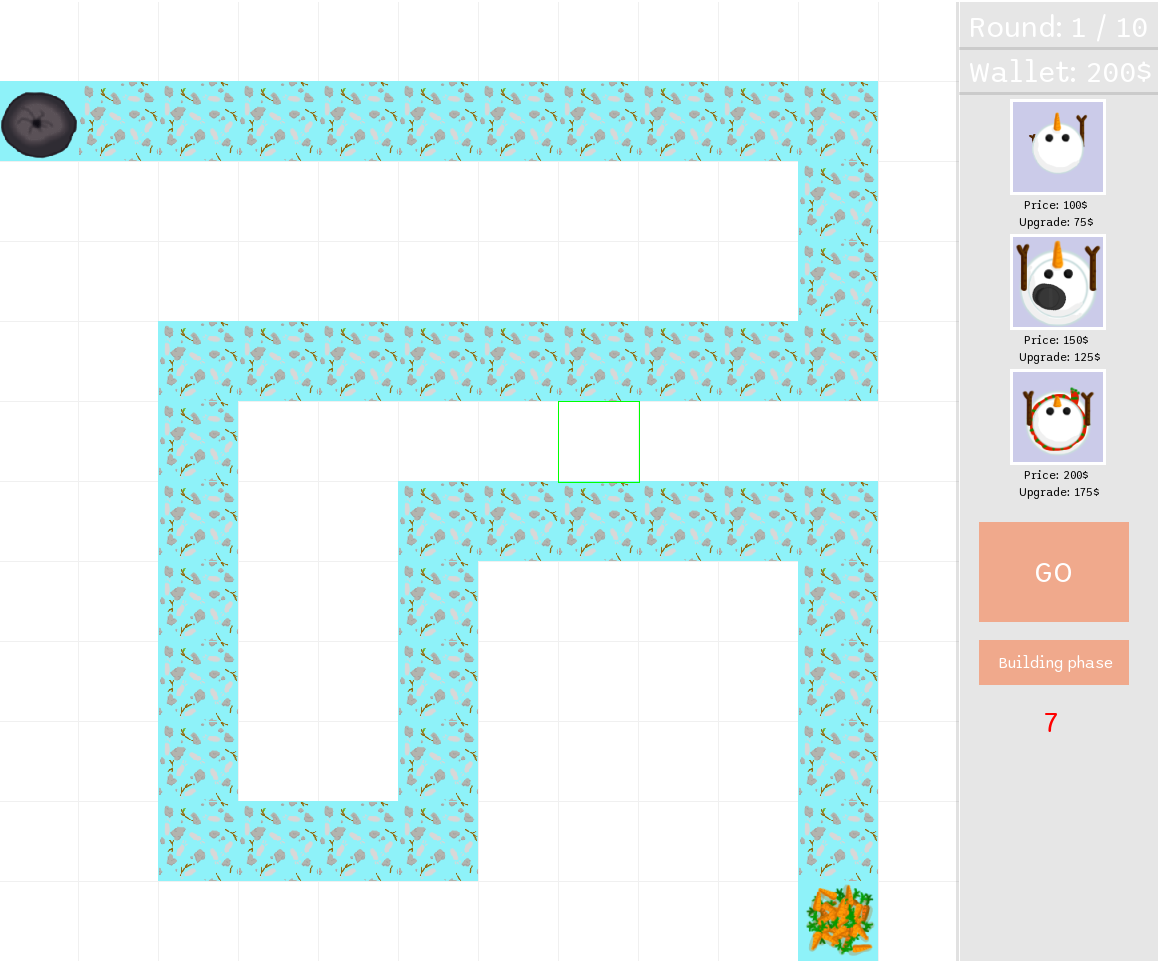 Round: 1 / 10
Wallet: 200$
Price: 100$
Upgrade: 75$
Price: 150$
Upgrade: 125$
Price: 200$
Upgrade: 175$
GO
Building phase
7